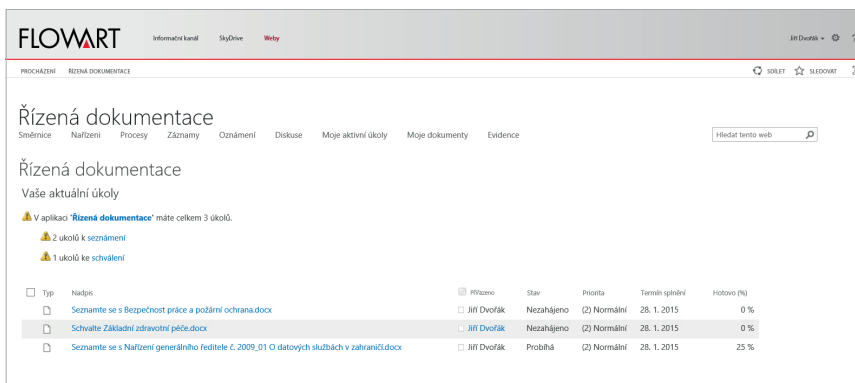 FLOWART Informační kanál SkyDrive Weby Jiří Dvořák
PROCHÁZENÍ ŘÍZENÁ DOKUMENTACE SDÍLET SLEDOVAT
Řízená dokumentace
Směrnice Nařízení Procesy Záznamy Oznámení Diskuse Moje aktivní úkoly Moje dokumenty Evidence Hledat tento web
Řízená dokumentace
Vaše aktuální úkoly
V aplikaci "Řízená dokumentace" máte celkem 3 úkolů.
2 ukolů k seznámení
1 ukolů ke schválení
Typ Nadpis Přiřazeno Stav Priorita Termín splnění Hotovo (%)
Seznamte se s Bezpečnost práce a požární ochrana.docx Jiří Dvořák Nezahájeno (2) Normální 28. 1. 2015 0 %
Schvalte Základní zdravotní péče.docx Jiří Dvořák Nezahájeno (2) Normální 28. 1. 2015 0 %
Seznamte se s Nařízení generálního ředitele č. 2009_01 O datových službách v zahraničí.docx Jiří Dvořák Probíhá (2) Normální 28. 1. 2015 25 %